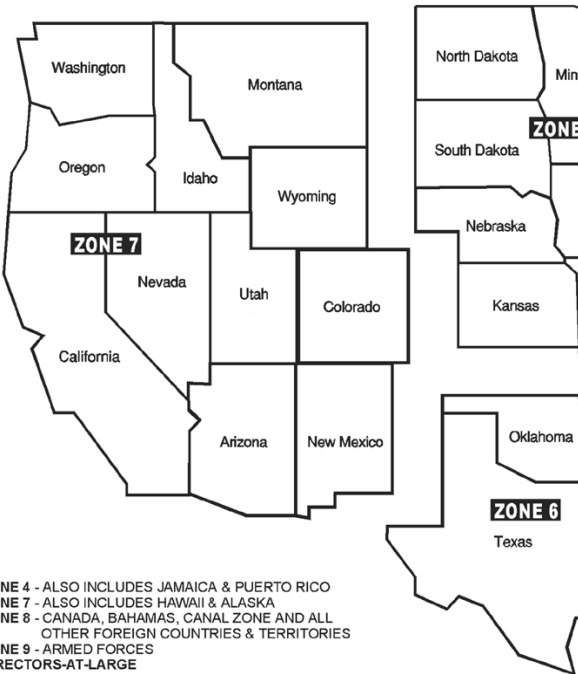 Washington
Montana
North Dakota
Min
ZONE
South Dakota
Oregon
Idaho
Wyoming
Nebraska
ZONE 7
Nevada
Utah
Colorado
Kansas
California
Arizona
New Mexico
Oklahoma
ZONE 6
Texas
NE 4 - ALSO INCLUDES JAMAICA & PUERTO RICO
NE 7 - ALSO INCLUDES HAWAII & ALASKA
NE 8 - CANADA, BAHAMAS, CANAL ZONE AND ALL
OTHER FOREIGN COUNTRIES & TERRITORIES
NE 9 - ARMED FORCES
RECTORS-AT-LARGE